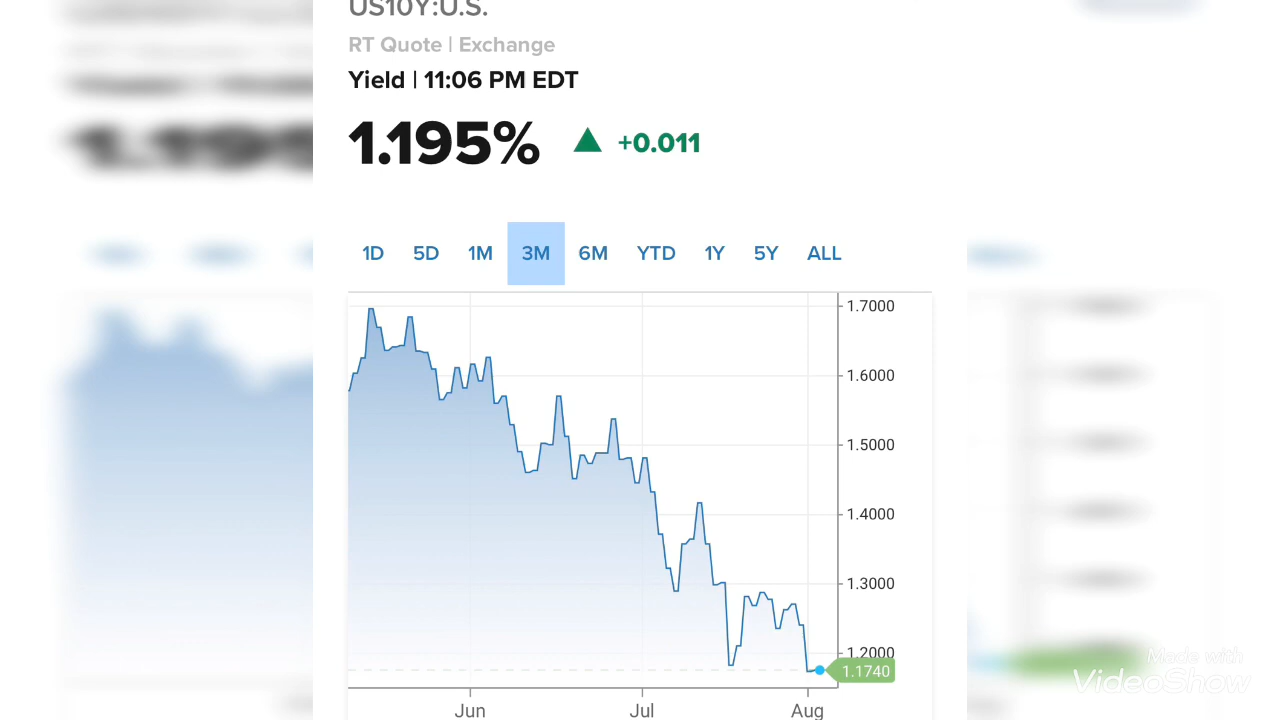 US10Y:U.S.
RT Quote | Exchange
Yield | 11:06 PM EDT
1.195% ▲ +0.011
1D 5D 1M 3M 6M YTD 1Y 5Y ALL
1.7000
1.6000
1.5000
1.4000
1.3000
1.2000
1.1740
Jun Jul Aug
Made with
VideoShow